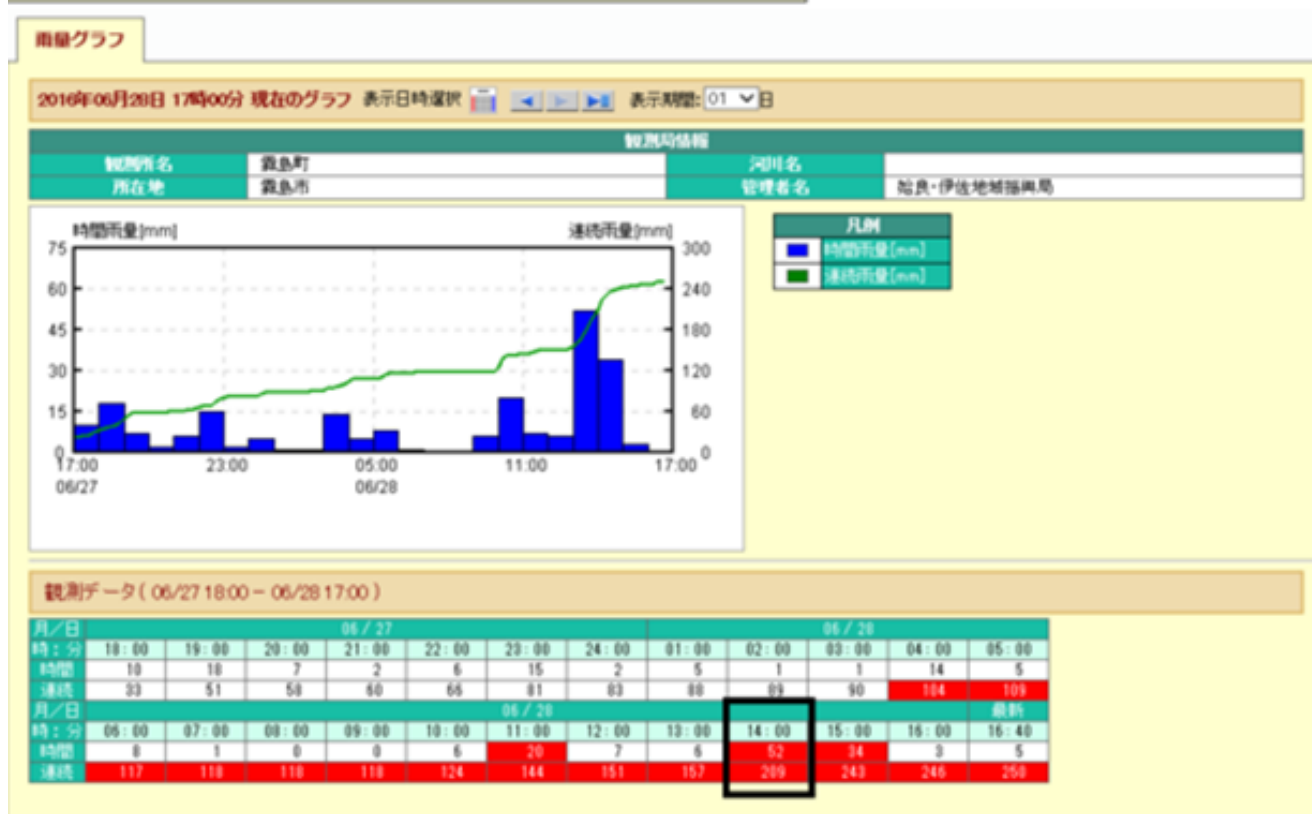 雨量グラフ
2016年06月28日 17時00分 現在のグラフ 表示日時選択 表示期間: 01 日
観測局情報
観測所名 霧島町 河川名
所在地 霧島市 管理者名 姶良・伊佐地域振興局
時間雨量[mm] 連続雨量[mm]
75 300
60 240
45 180
30 120
15 60
0 0
17:00 23:00 05:00 11:00 17:00
06/27 06/28
凡例
時間雨量[mm]
連続雨量[mm]
観測データ( 06/27 18:00 - 06/28 17:00 )
月/日 06/27 06/28
時:分 18:00 19:00 20:00 21:00 22:00 23:00 24:00 01:00 02:00 03:00 04:00 05:00
時間 10 18 7 2 6 15 2 5 1 1 14 5
連続 33 51 58 60 66 81 83 88 89 90 104 109
月/日 06/28 最新
時:分 06:00 07:00 08:00 09:00 10:00 11:00 12:00 13:00 14:00 15:00 16:00 16:40
時間 8 1 0 0 6 20 7 6 52 34 3 5
連続 117 118 118 118 124 144 151 157 209 243 246 250